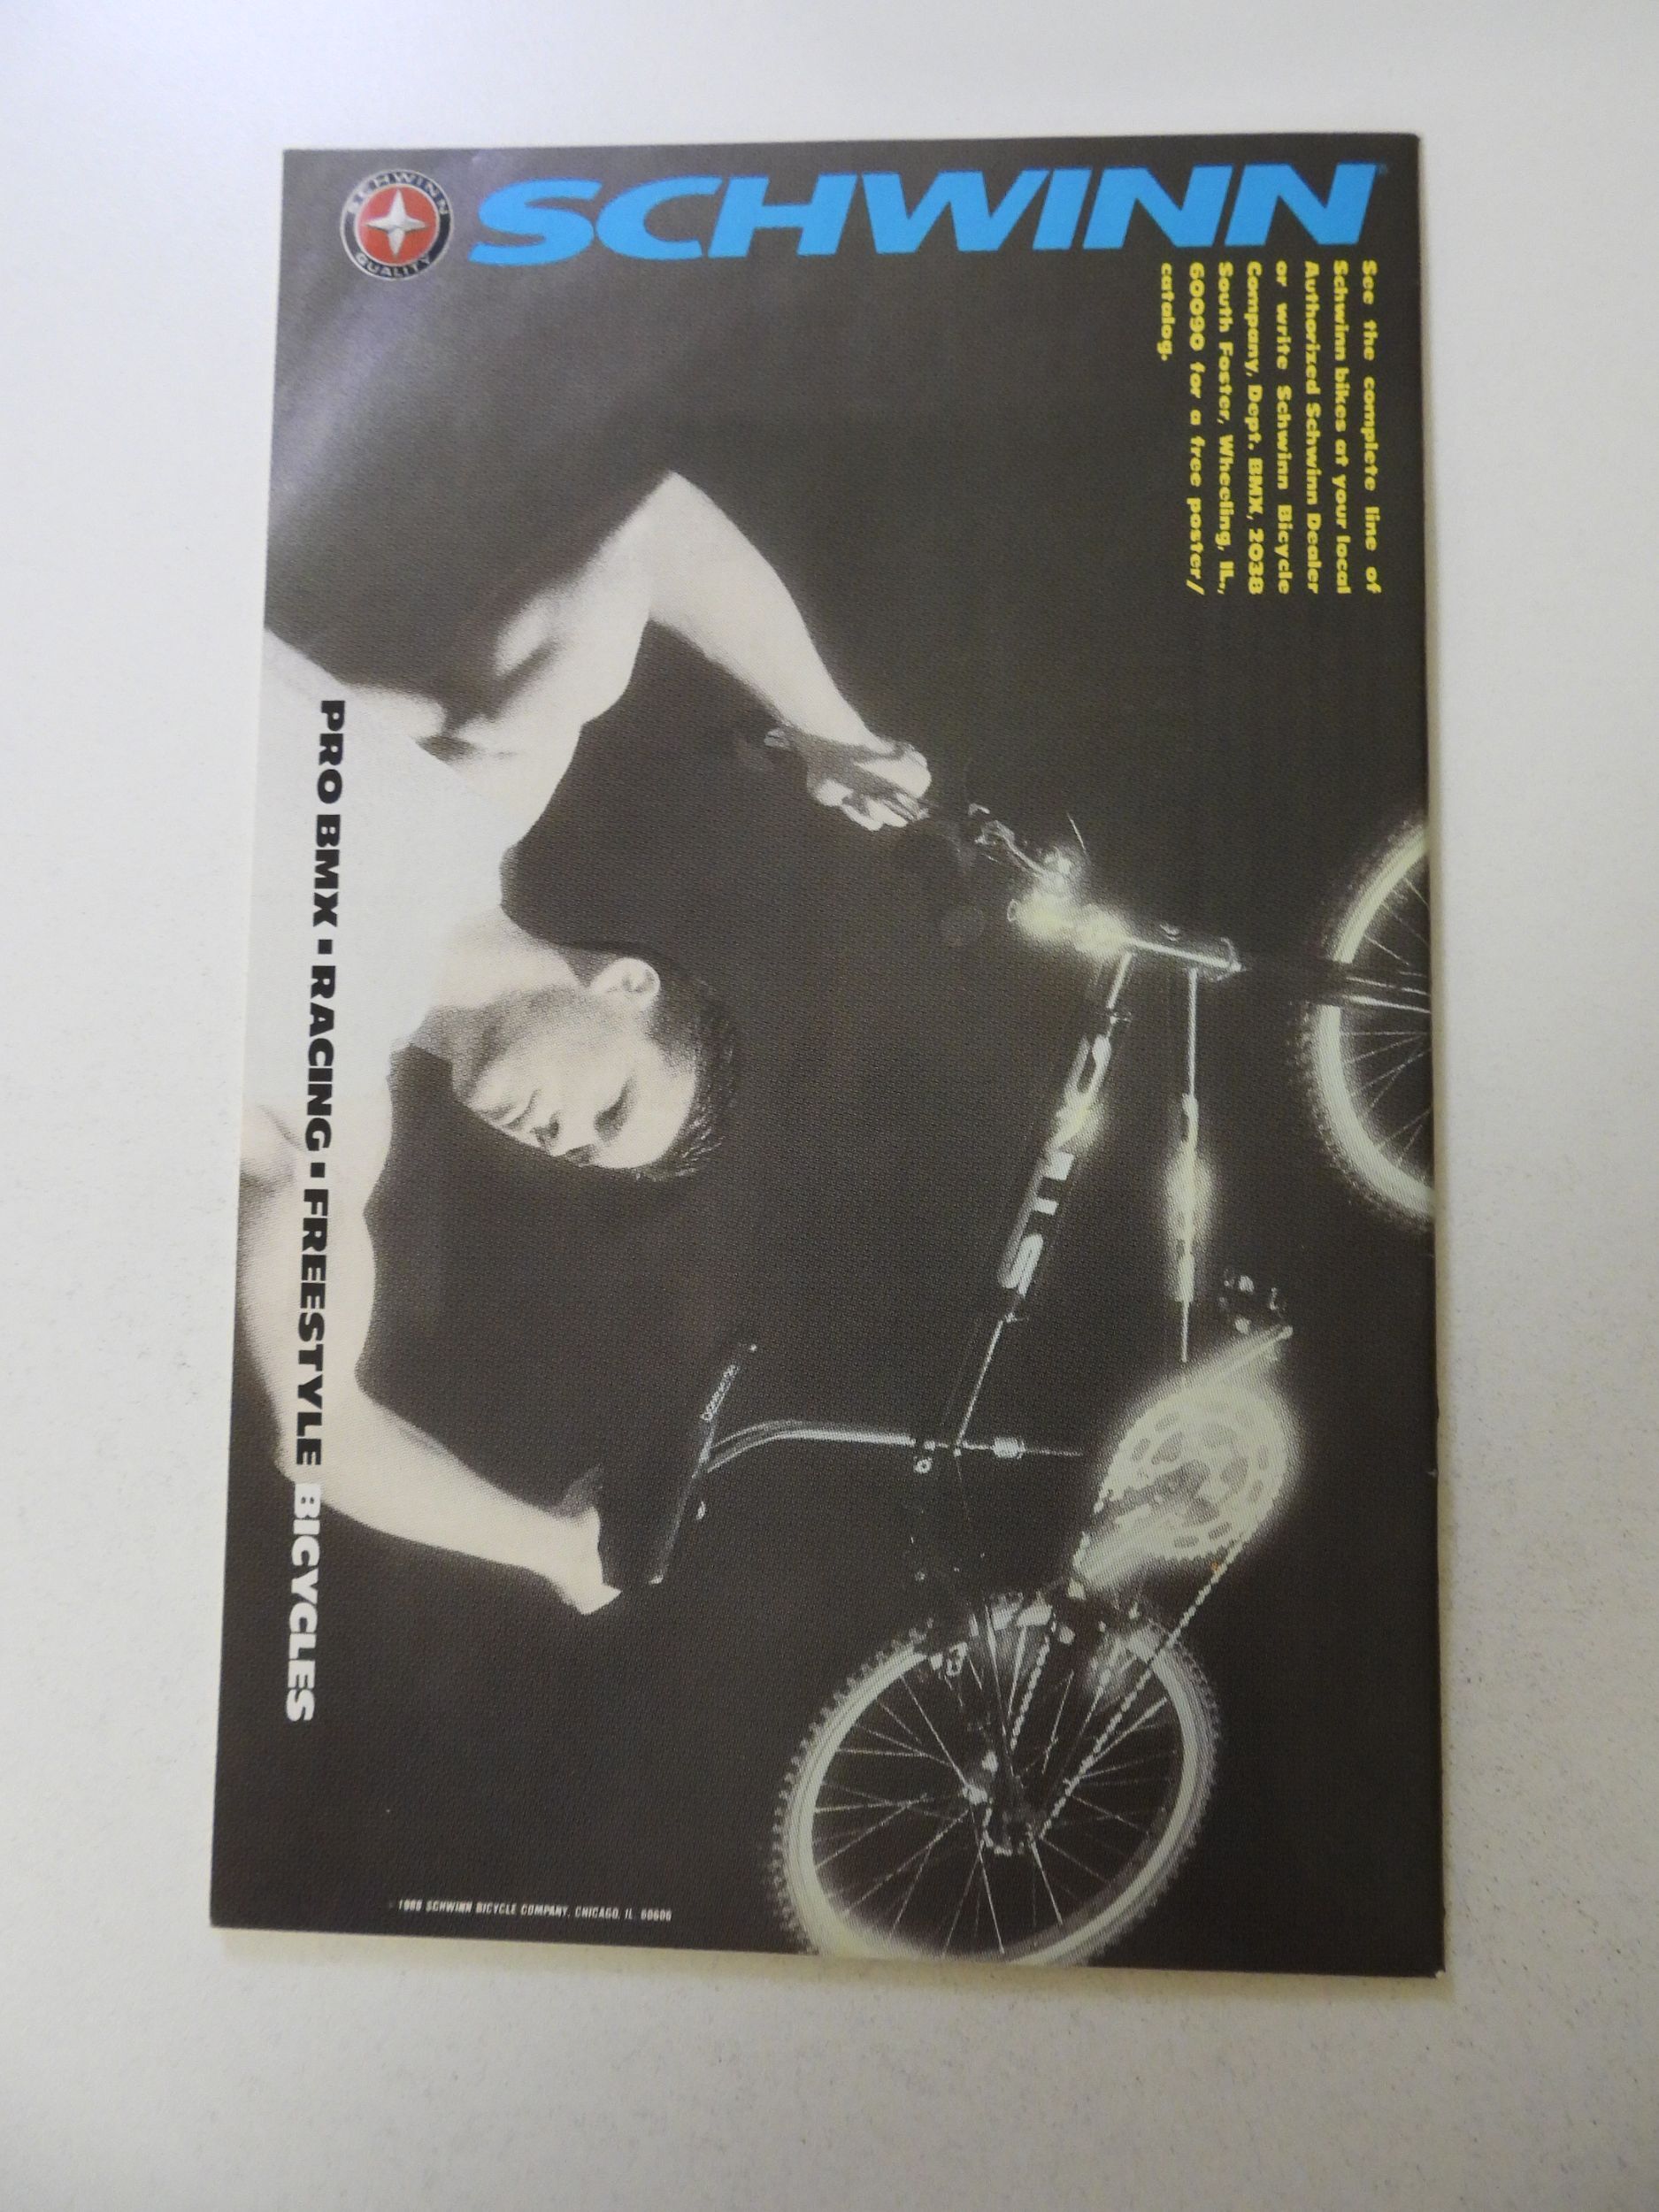 SCHWINN
QUALITY
SCHWINN
See the complete line of
Schwinn bikes at your local
Authorized Schwinn Dealer
or write Schwinn Bicycle
Company, Dept. BMX, 2038
South Foster, Wheeling, IL,
60090 for a free poster/
catalog.
STING
PRO BMX ▪ RACING ▪ FREESTYLE BICYCLES
SCHWINN BICYCLE COMPANY, CHICAGO, IL 60606